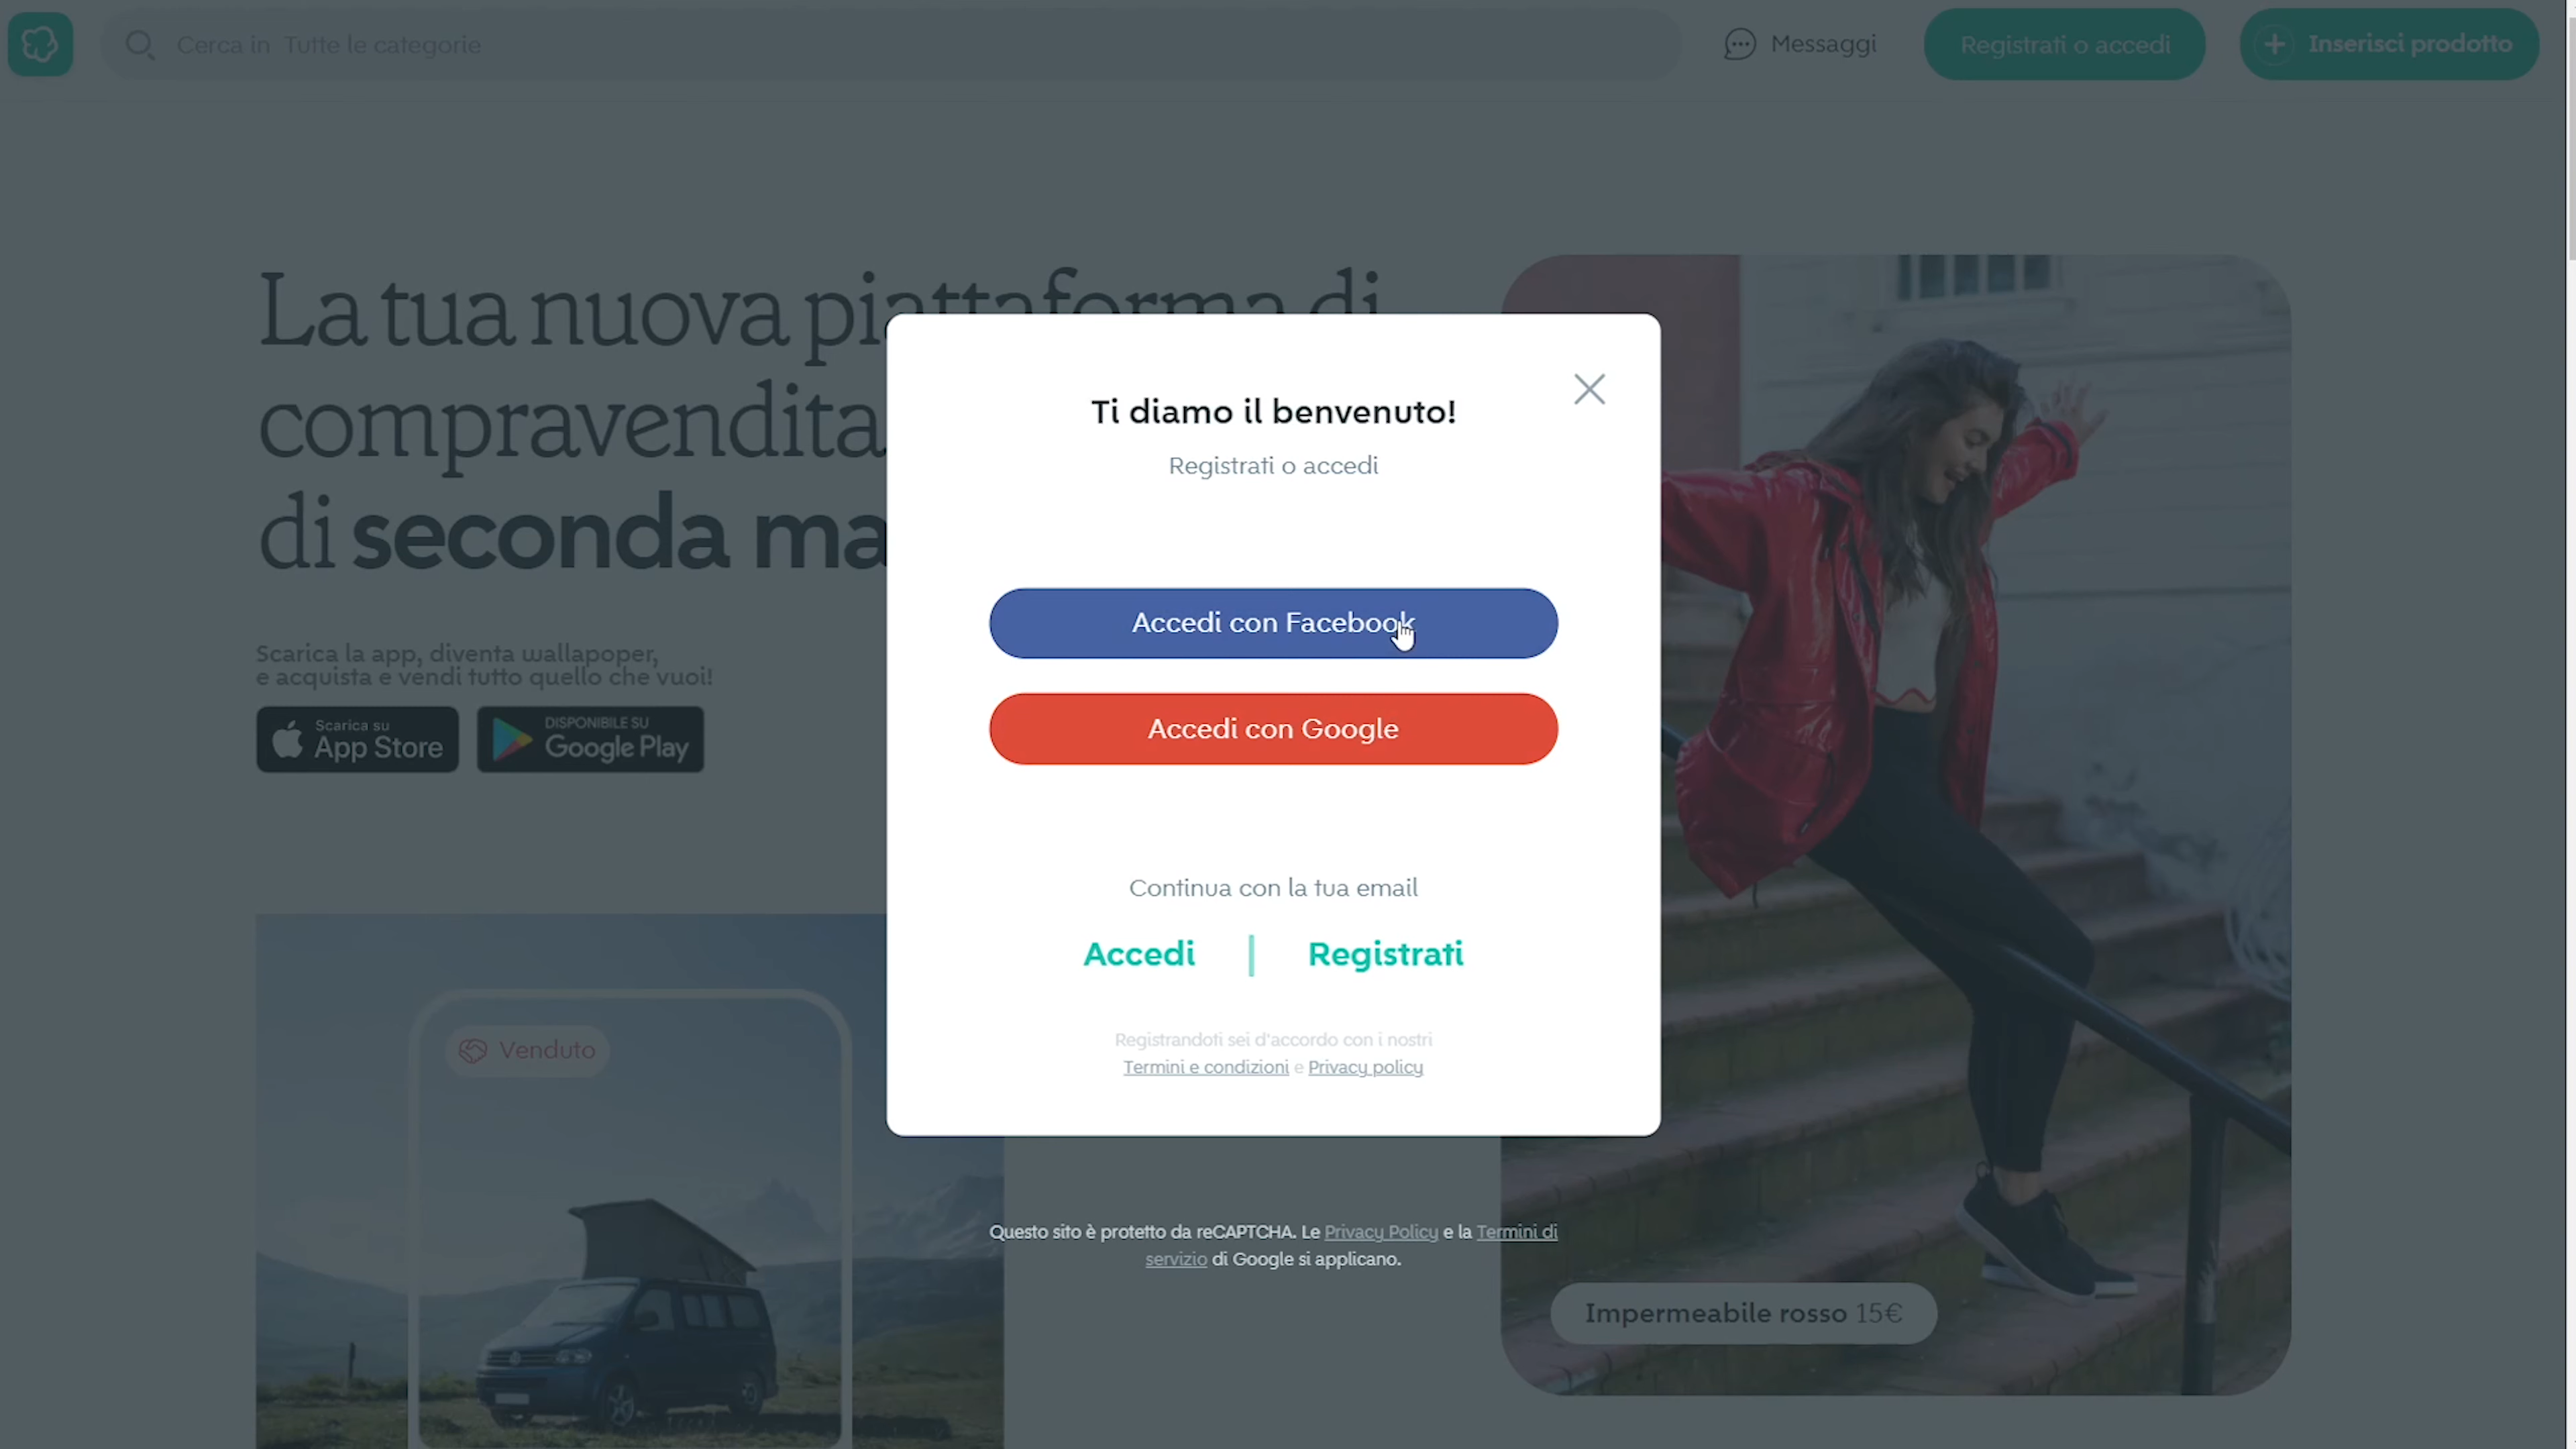 Cerca in Tutte le categorie
Messaggi
Registrati o accedi
Inserisci prodotto
La tua nuova piattaforma di
compravendita
di seconda ma
Scarica la app, diventa wallapoper,
e acquista e vendi tutto quello che vuoi!
Scarica su
App Store
DISPONIBILE SU
Google Play
Venduto
Ti diamo il benvenuto!
Registrati o accedi
Accedi con Facebook
Accedi con Google
Continua con la tua email
Accedi | Registrati
Registrandoti sei d'accordo con i nostri
Termini e condizioni e Privacy policy
Questo sito è protetto da reCAPTCHA. Le Privacy Policy e la Termini di
servizio di Google si applicano.
Impermeabile rosso 15€